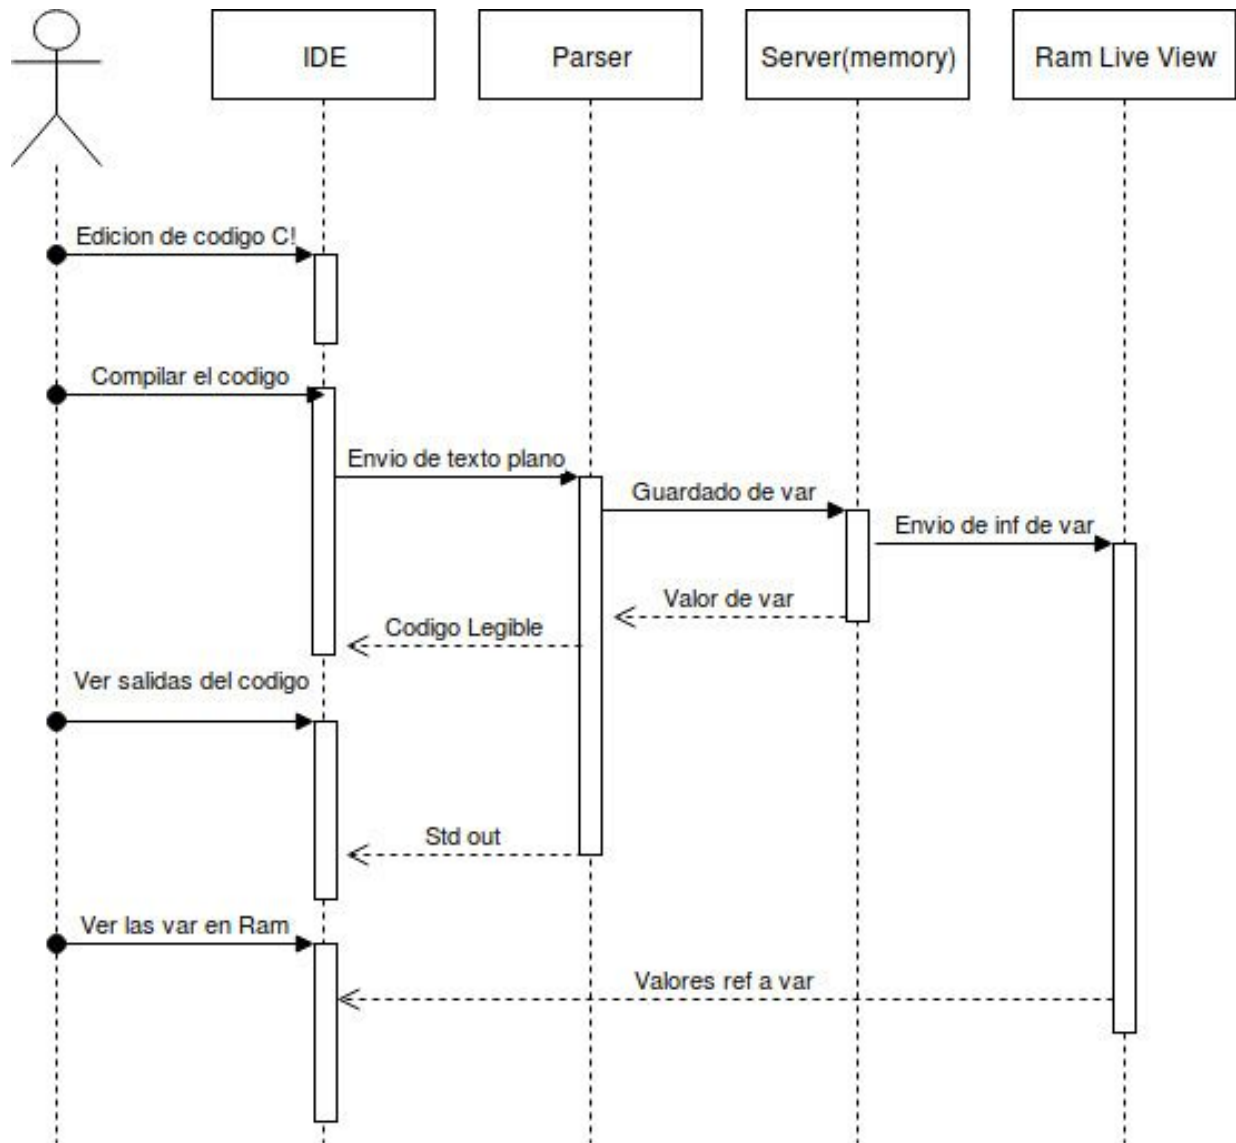 IDE
Parser
Server(memory)
Ram Live View
Edicion de codigo C!
Compilar el codigo
Envio de texto plano
Guardado de var
Envio de inf de var
Valor de var
Codigo Legible
Ver salidas del codigo
Std out
Ver las var en Ram
Valores ref a var